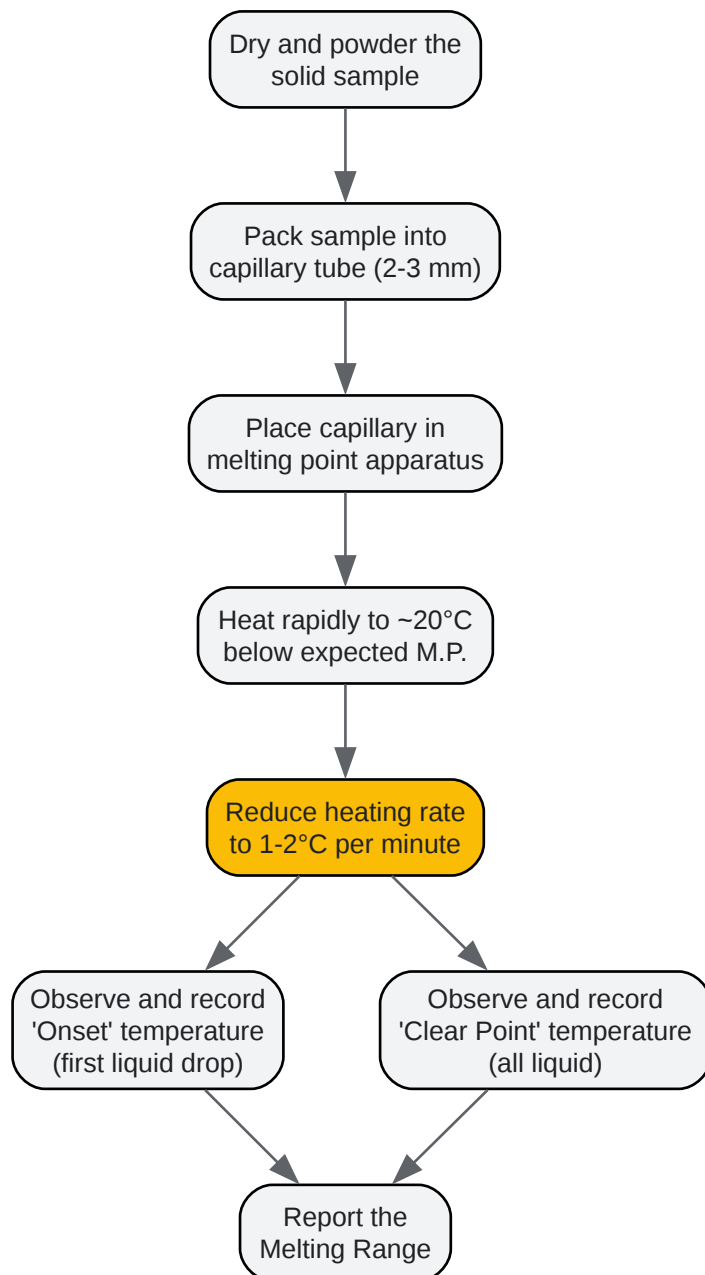 Dry and powder the
solid sample
Pack sample into
capillary tube (2-3 mm)
Place capillary in
melting point apparatus
Heat rapidly to ~20°C
below expected M.P.
Reduce heating rate
to 1-2°C per minute
Observe and record
'Onset' temperature
(first liquid drop)
Observe and record
'Clear Point' temperature
(all liquid)
Report the
Melting Range